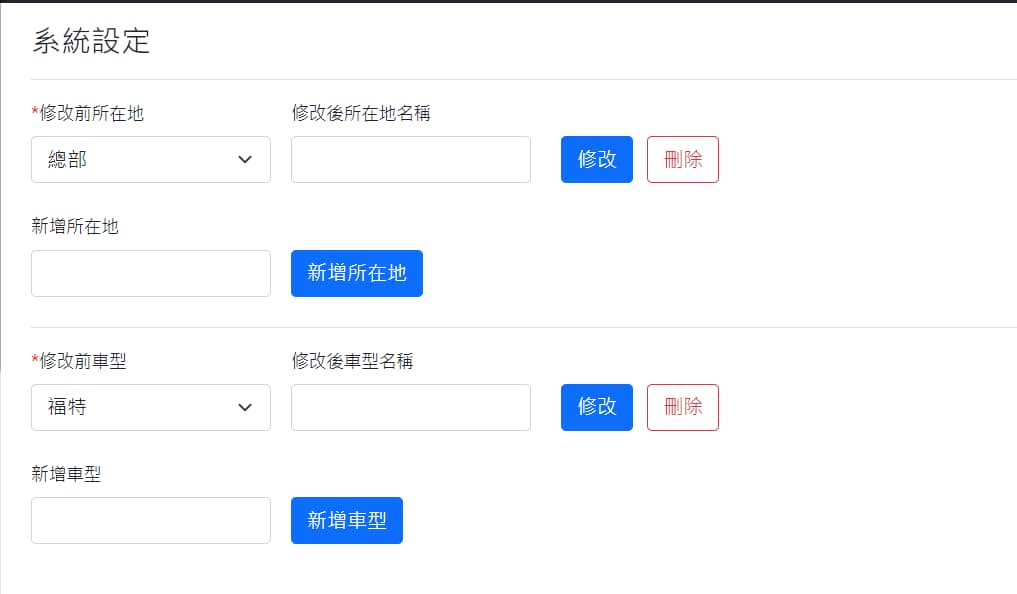 系統設定
*修改前所在地 修改後所在地名稱
總部 修改 刪除
新增所在地
新增所在地
*修改前車型 修改後車型名稱
福特 修改 刪除
新增車型
新增車型